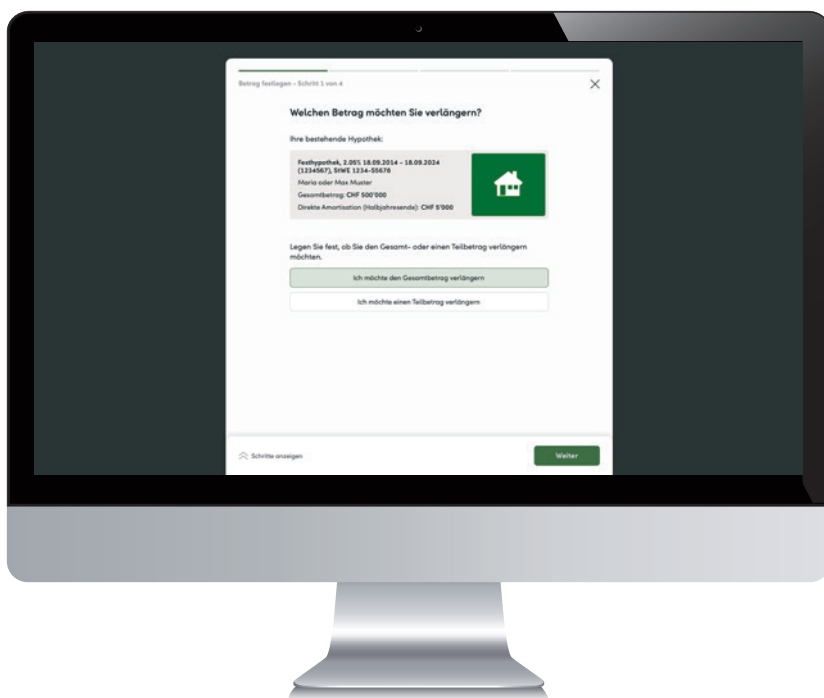 Betrag festlegen - Schritt 1 von 4
Welchen Betrag möchten Sie verlängern?
Ihre bestehende Hypothek:
Festhypothek, 2.05% 18.09.2014 - 18.09.2024
(1234567), StWE 1234-55678
Maria oder Max Muster
Gesamtbetrag: CHF 500'000
Direkte Amortisation (Halbjahresende): CHF 5'000
Legen Sie fest, ob Sie den Gesamt- oder einen Teilbetrag verlängern
möchten.
Ich möchte den Gesamtbetrag verlängern
Ich möchte einen Teilbetrag verlängern
Schritte anzeigen
Weiter